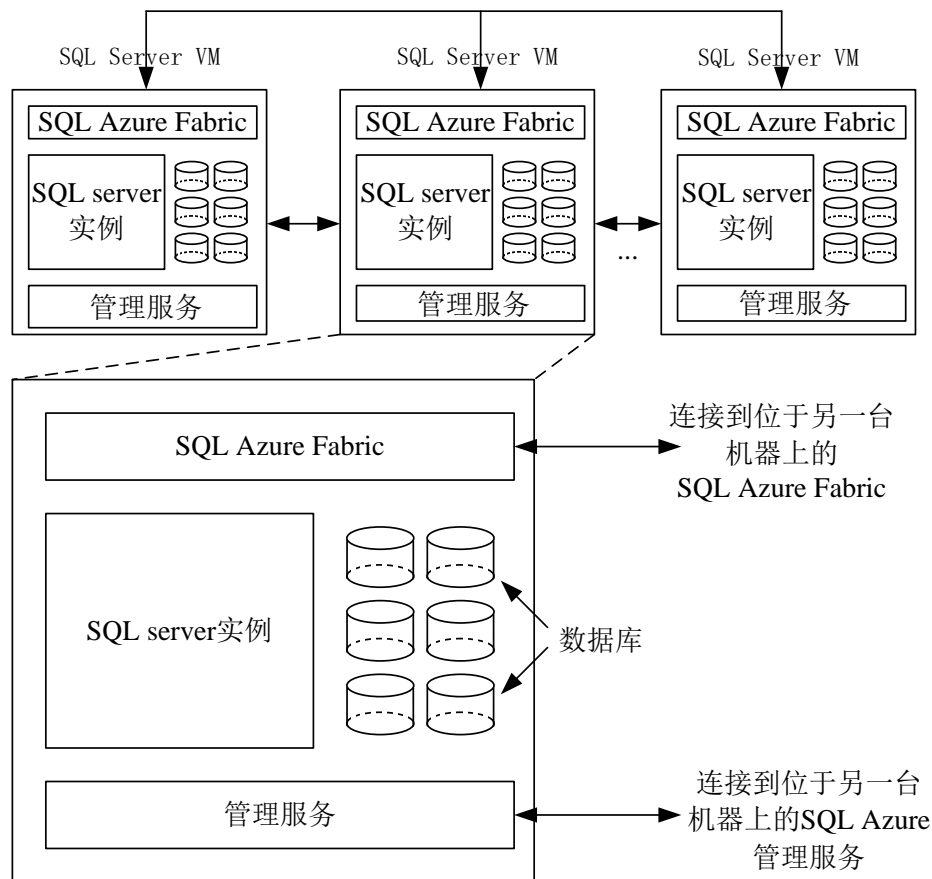 SQL Server VM
SQL Server VM
SQL Server VM
SQL Azure Fabric
SQL server
实例
管理服务
SQL Azure Fabric
SQL server
实例
管理服务
...
SQL Azure Fabric
SQL server
实例
管理服务
SQL Azure Fabric
连接到位于另一台
机器上的
SQL Azure Fabric
SQL server实例
数据库
管理服务
连接到位于另一台
机器上的SQL Azure
管理服务